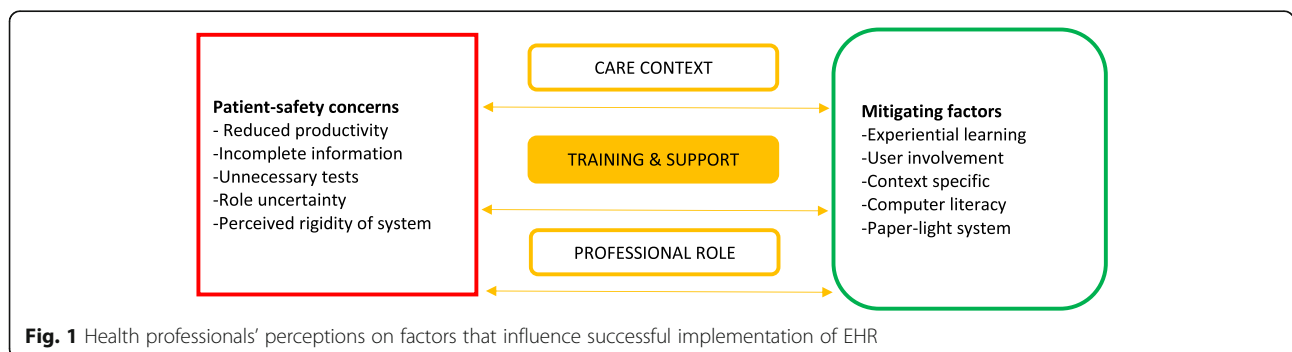 Patient-safety concerns
- Reduced productivity
-Incomplete information
-Unnecessary tests
-Role uncertainty
-Perceived rigidity of system
CARE CONTEXT
TRAINING & SUPPORT
PROFESSIONAL ROLE
Mitigating factors
-Experiential learning
-User involvement
-Context specific
-Computer literacy
-Paper-light system
Fig. 1 Health professionals’ perceptions on factors that influence successful implementation of EHR